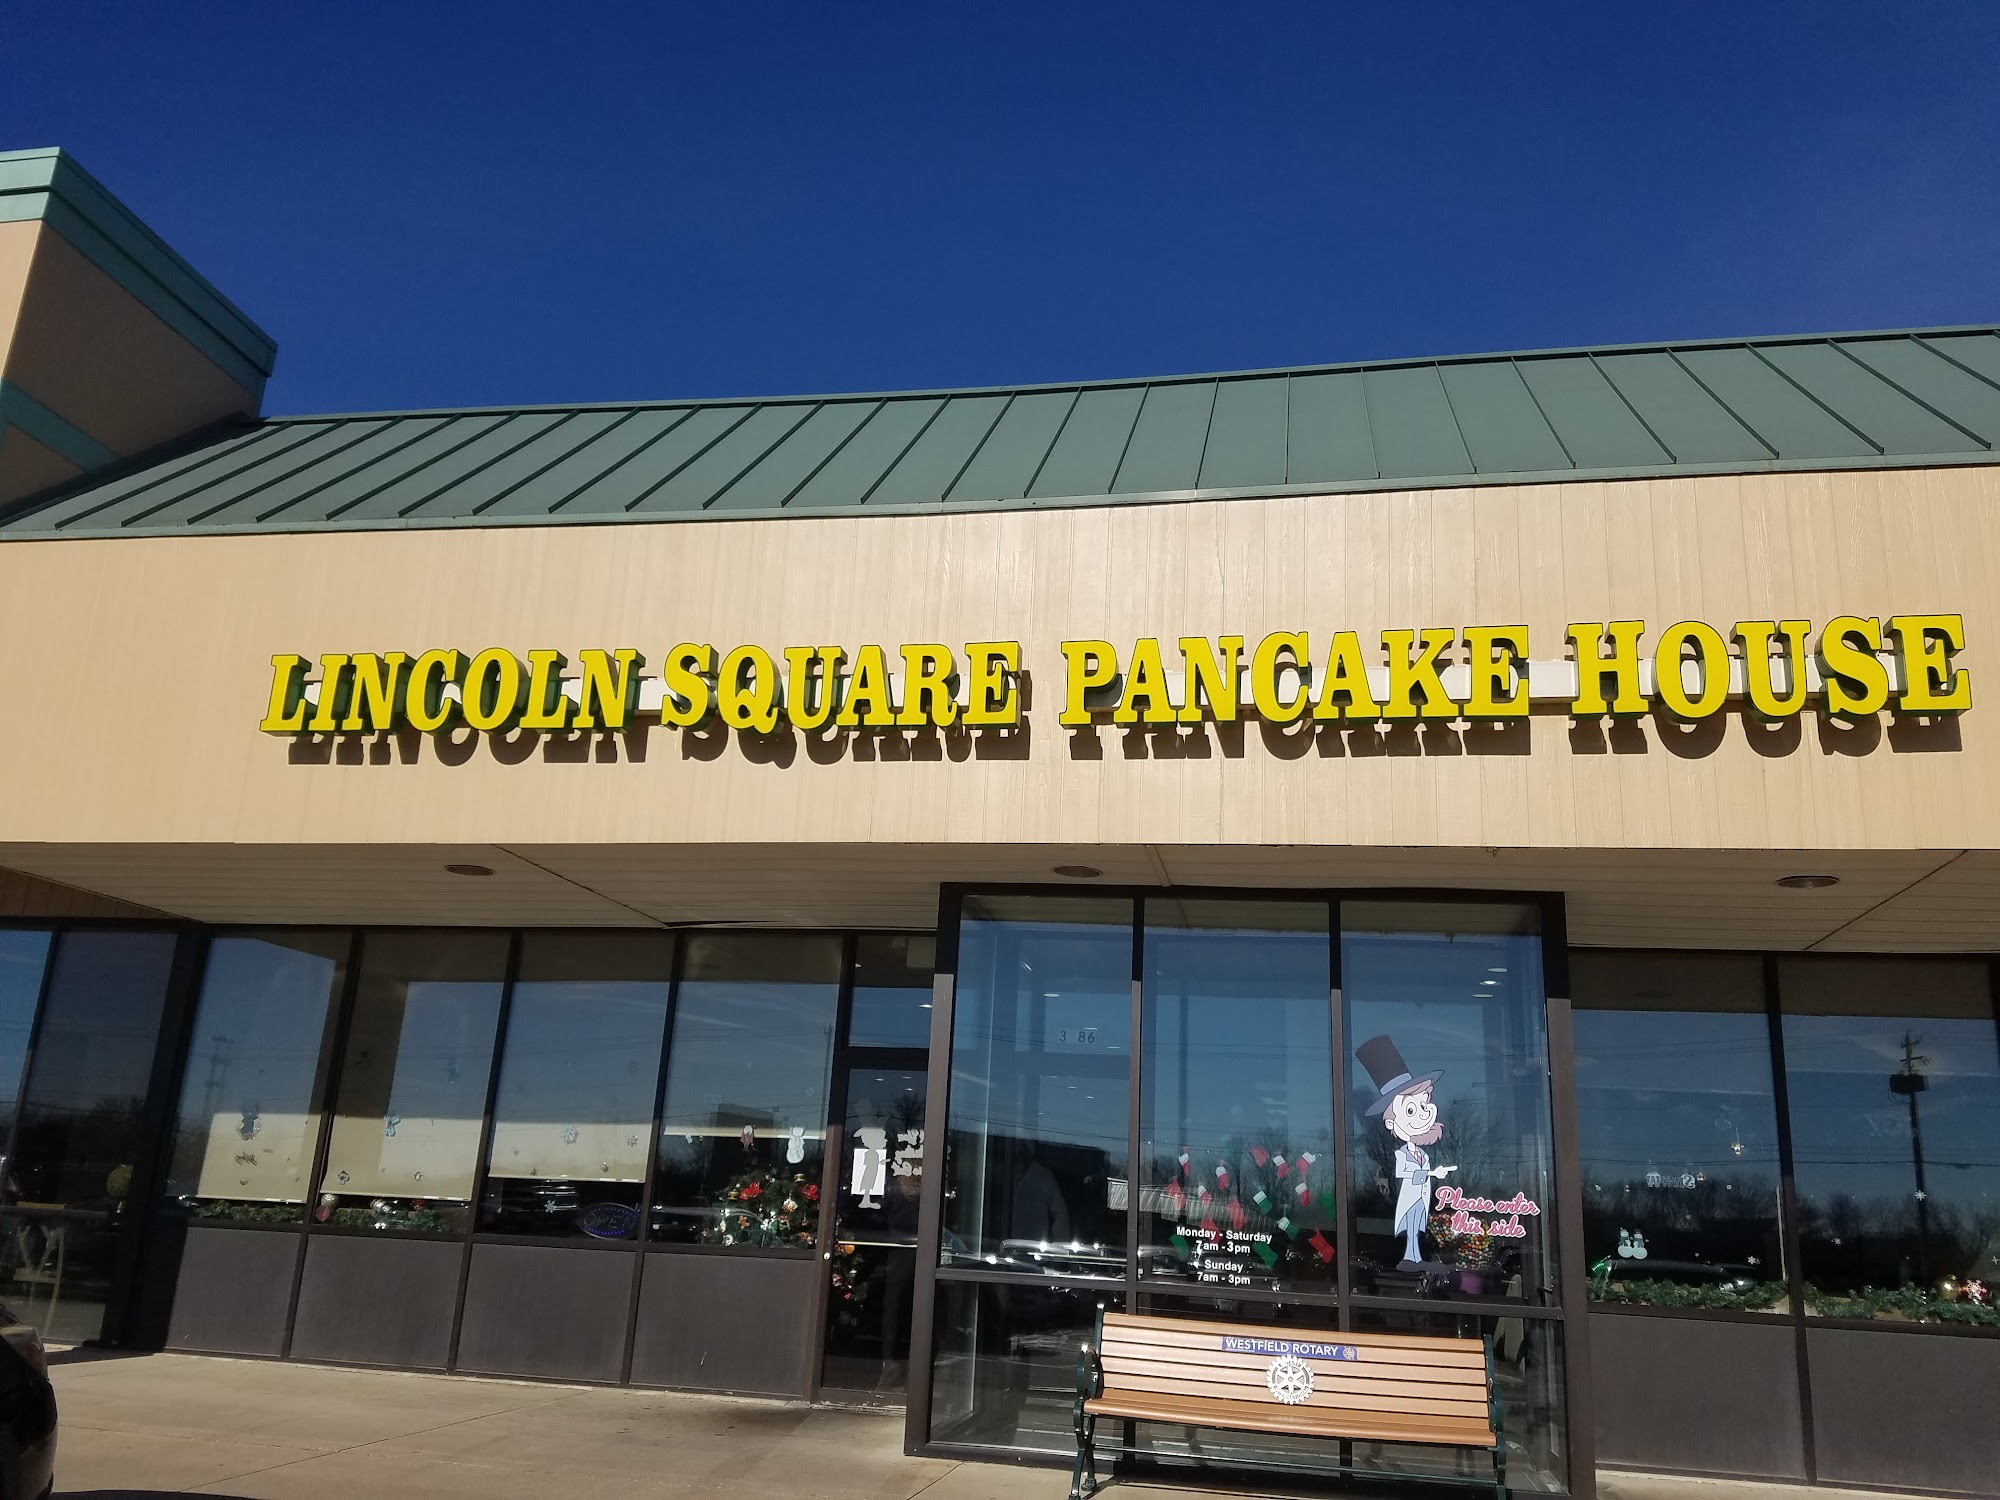 LINCOLN SQUARE PANCAKE HOUSE
3 86
OPEN
Please enter
this side
Monday - Saturday
7am - 3pm
Sunday
7am - 3pm
WESTFIELD ROTARY